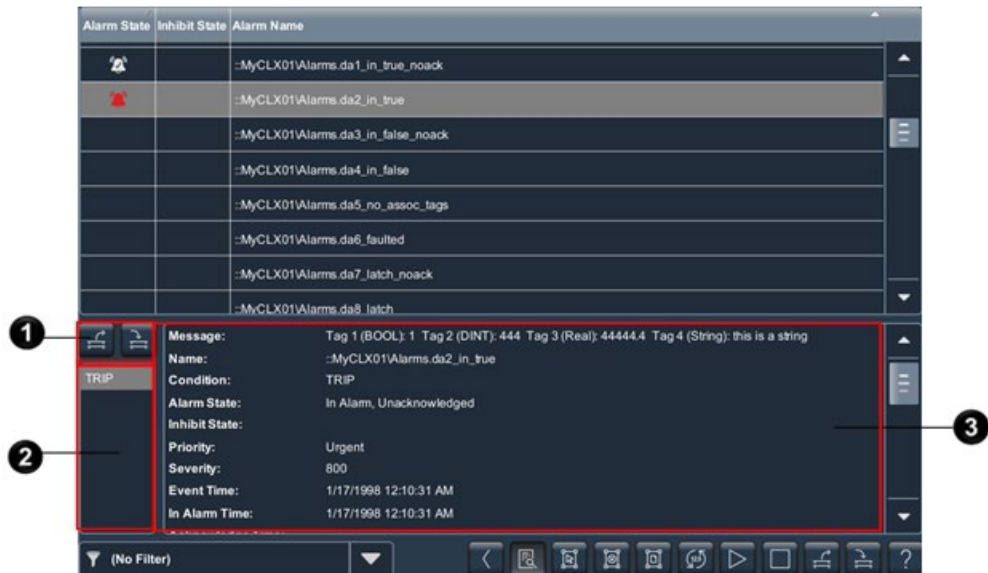 Alarm State Inhibit State Alarm Name
::MyCLX01\Alarms.da1_in_true_noack
::MyCLX01\Alarms.da2_in_true
::MyCLX01\Alarms.da3_in_false_noack
::MyCLX01\Alarms.da4_in_false
::MyCLX01\Alarms.da5_no_assoc_tags
::MyCLX01\Alarms.da6_faulted
::MyCLX01\Alarms.da7_latch_noack
::MyCLX01\Alarms.da8_latch
1
Message: Tag 1 (BOOL): 1 Tag 2 (DINT): 444 Tag 3 (Real): 44444.4 Tag 4 (String): this is a string
Name: ::MyCLX01\Alarms.da2_in_true
TRIP
Condition: TRIP
Alarm State: In Alarm, Unacknowledged
3
Inhibit State:
2
Priority: Urgent
Severity: 800
Event Time: 1/17/1998 12:10:31 AM
In Alarm Time: 1/17/1998 12:10:31 AM
(No Filter)
?